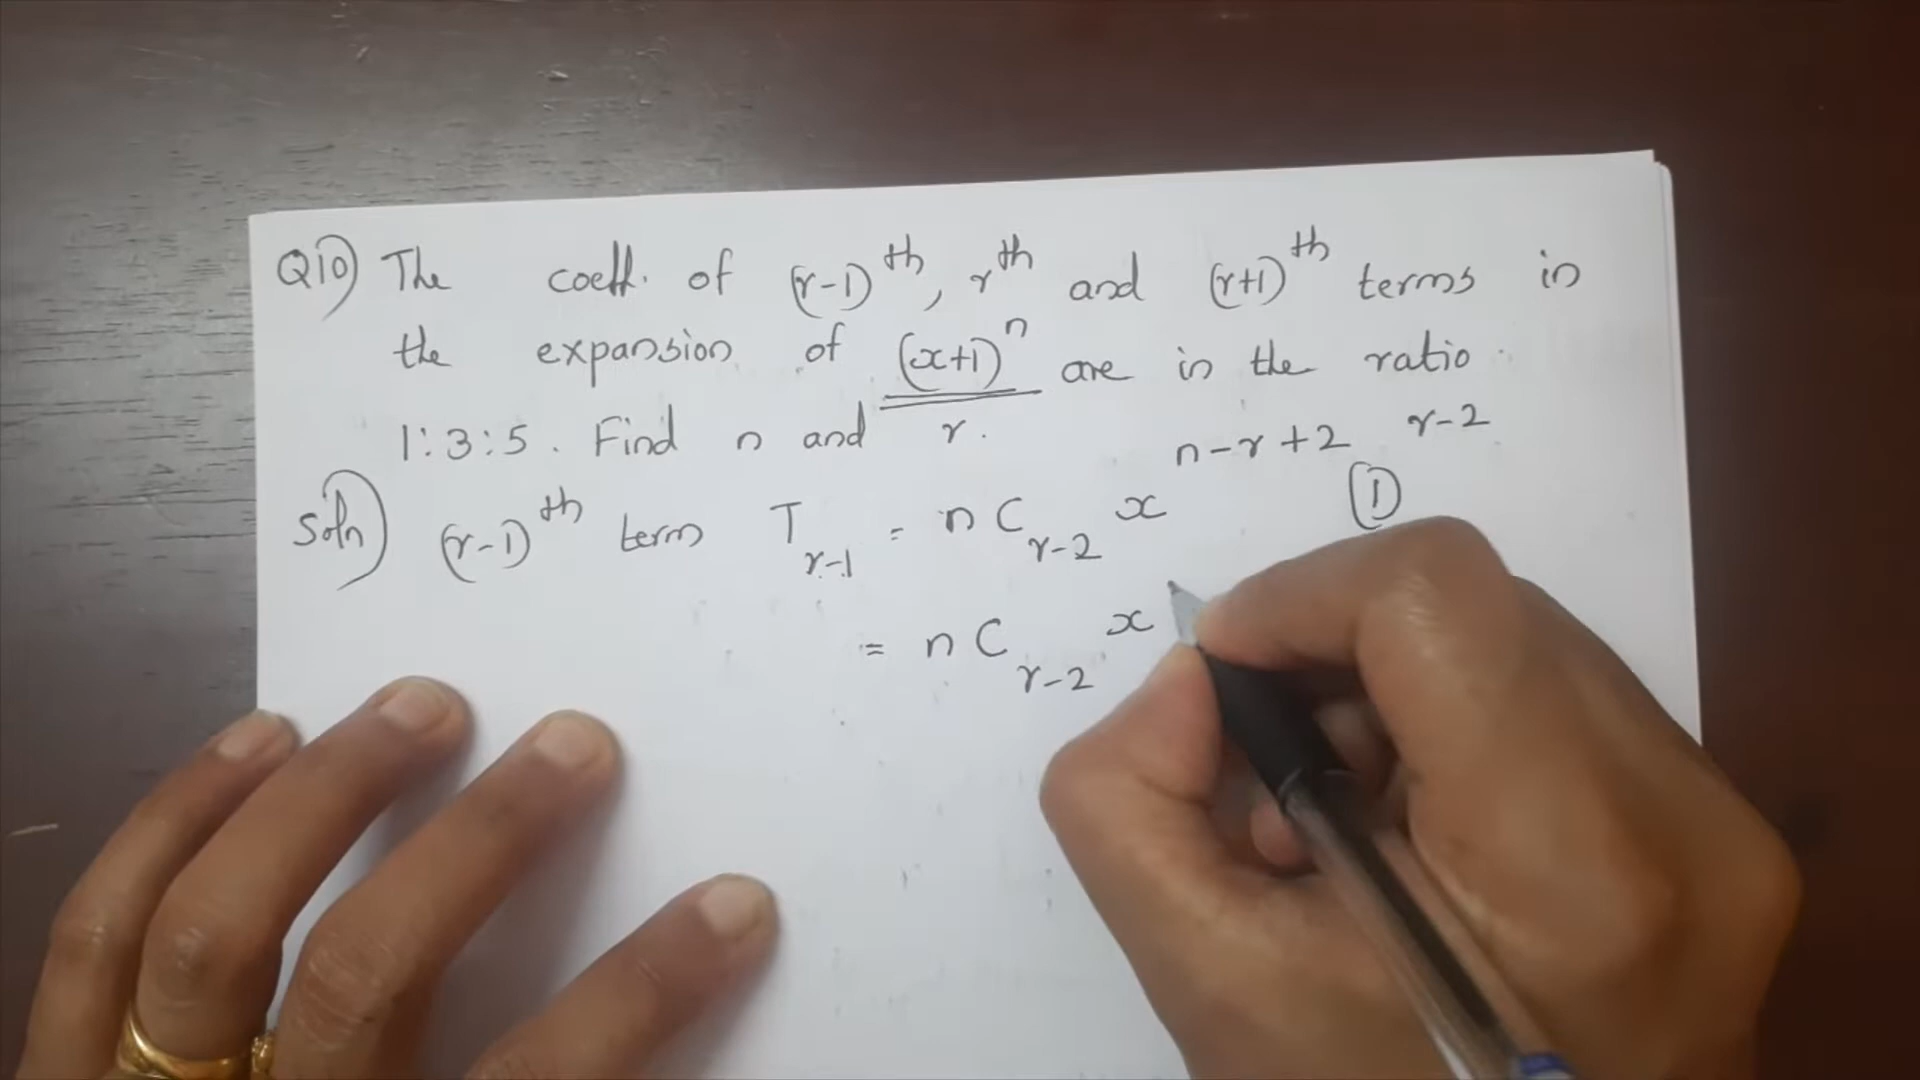 Q10) The coeff. of (r-1)^th, r^th and (r+1)^th terms in
the expansion of (x+1)^n are in the ratio
1:3:5. Find n and r.
Soln) (r-1)^th term T_{r-1} = nC_{r-2} x^{n-r+2} (1)^{r-2}
= nC_{r-2} x